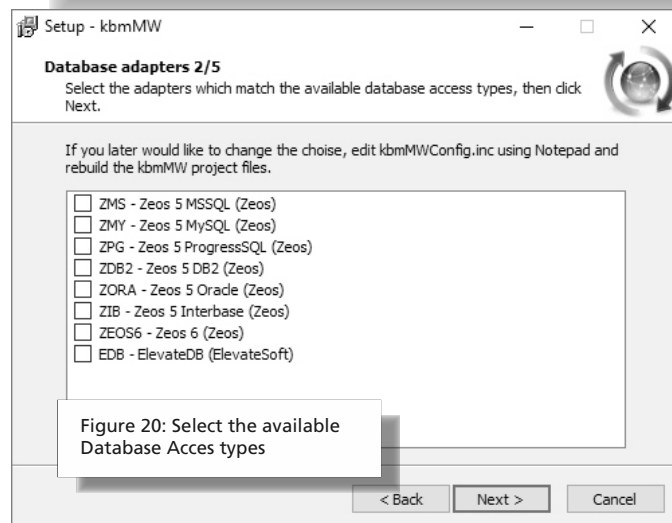 Setup - kbmMW
Database adapters 2/5
Select the adapters which match the available database access types, then click
Next.
If you later would like to change the choise, edit kbmMWConfig.inc using Notepad and
rebuild the kbmMW project files.
ZMS - Zeos 5 MSSQL (Zeos)
ZMY - Zeos 5 MySQL (Zeos)
ZPG - Zeos 5 ProgressSQL (Zeos)
ZDB2 - Zeos 5 DB2 (Zeos)
ZORA - Zeos 5 Oracle (Zeos)
ZIB - Zeos 5 Interbase (Zeos)
ZEOS6 - Zeos 6 (Zeos)
EDB - ElevateDB (ElevateSoft)
Figure 20: Select the available
Database Acces types
< Back
Next >
Cancel